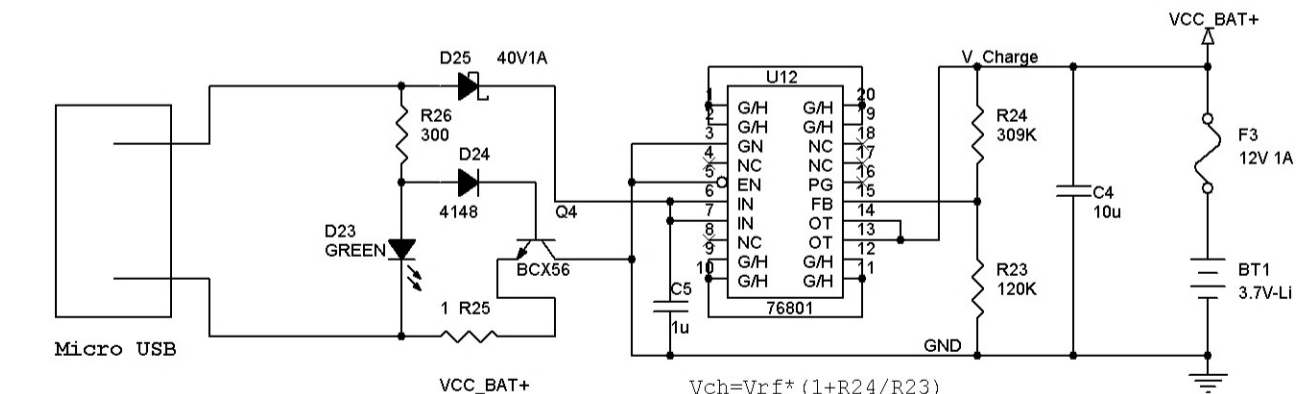 VCC_BAT+
D25 40V1A
V_Charge
U12
1 G/H G/H 20
2 G/H G/H 19
3 GN NC 18
4 NC NC 17
5 EN PG 16
6 IN FB 15
7 IN OT 14
8 NC OT 13
9 G/H G/H 12
10 G/H G/H 11
76801
R26
300
D24
4148
D23
GREEN
Q4
BCX56
1 R25
C5
1u
R24
309K
R23
120K
C4
10u
F3
12V 1A
BT1
3.7V-Li
GND
Micro USB
VCC_BAT+
Vch=Vrf*(1+R24/R23)